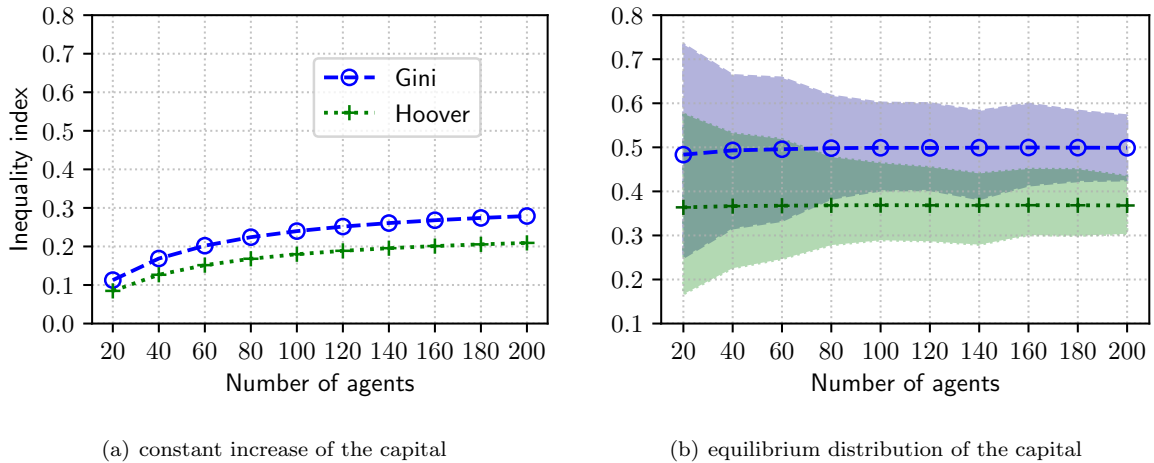 0.8
0.7
0.6
0.5
0.4
0.3
0.2
0.1
0.0
Inequality index
Gini
Hoover
20 40 60 80 100 120 140 160 180 200
Number of agents
(a) constant increase of the capital
0.8
0.7
0.6
0.5
0.4
0.3
0.2
0.1
20 40 60 80 100 120 140 160 180 200
Number of agents
(b) equilibrium distribution of the capital